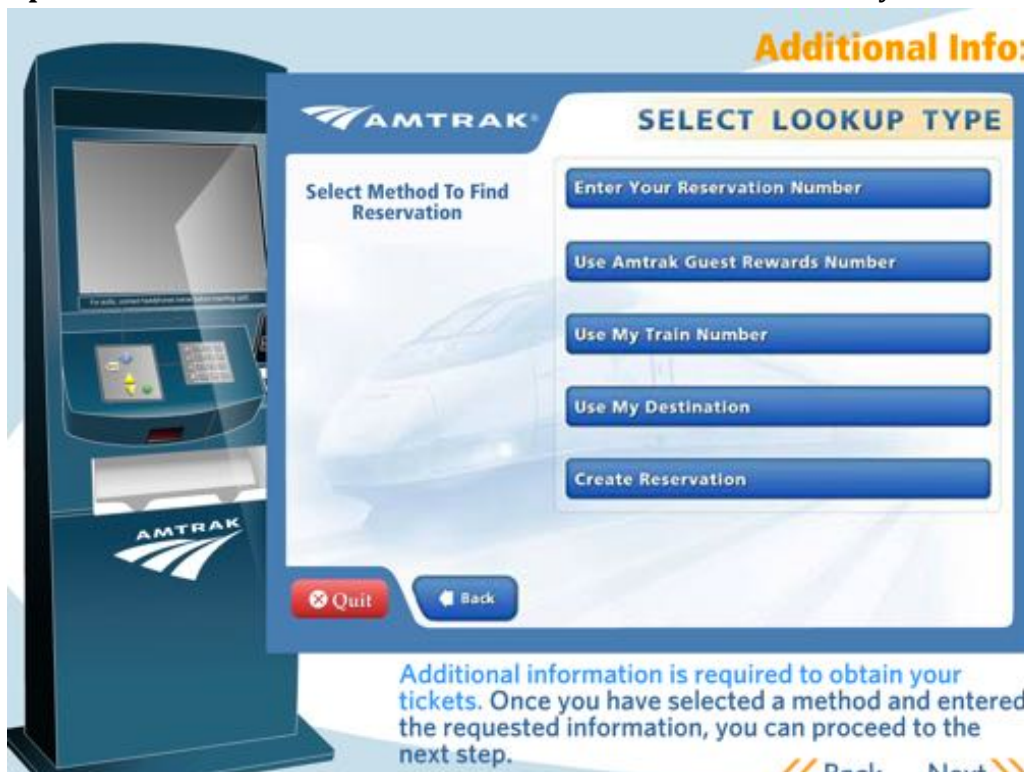 Additional Info:
AMTRAK®
SELECT LOOKUP TYPE
Select Method To Find
Reservation
Enter Your Reservation Number
Use Amtrak Guest Rewards Number
Use My Train Number
Use My Destination
Create Reservation
AMTRAK
Quit
Back
Additional information is required to obtain your
tickets. Once you have selected a method and entered
the requested information, you can proceed to the
next step.
Back Next